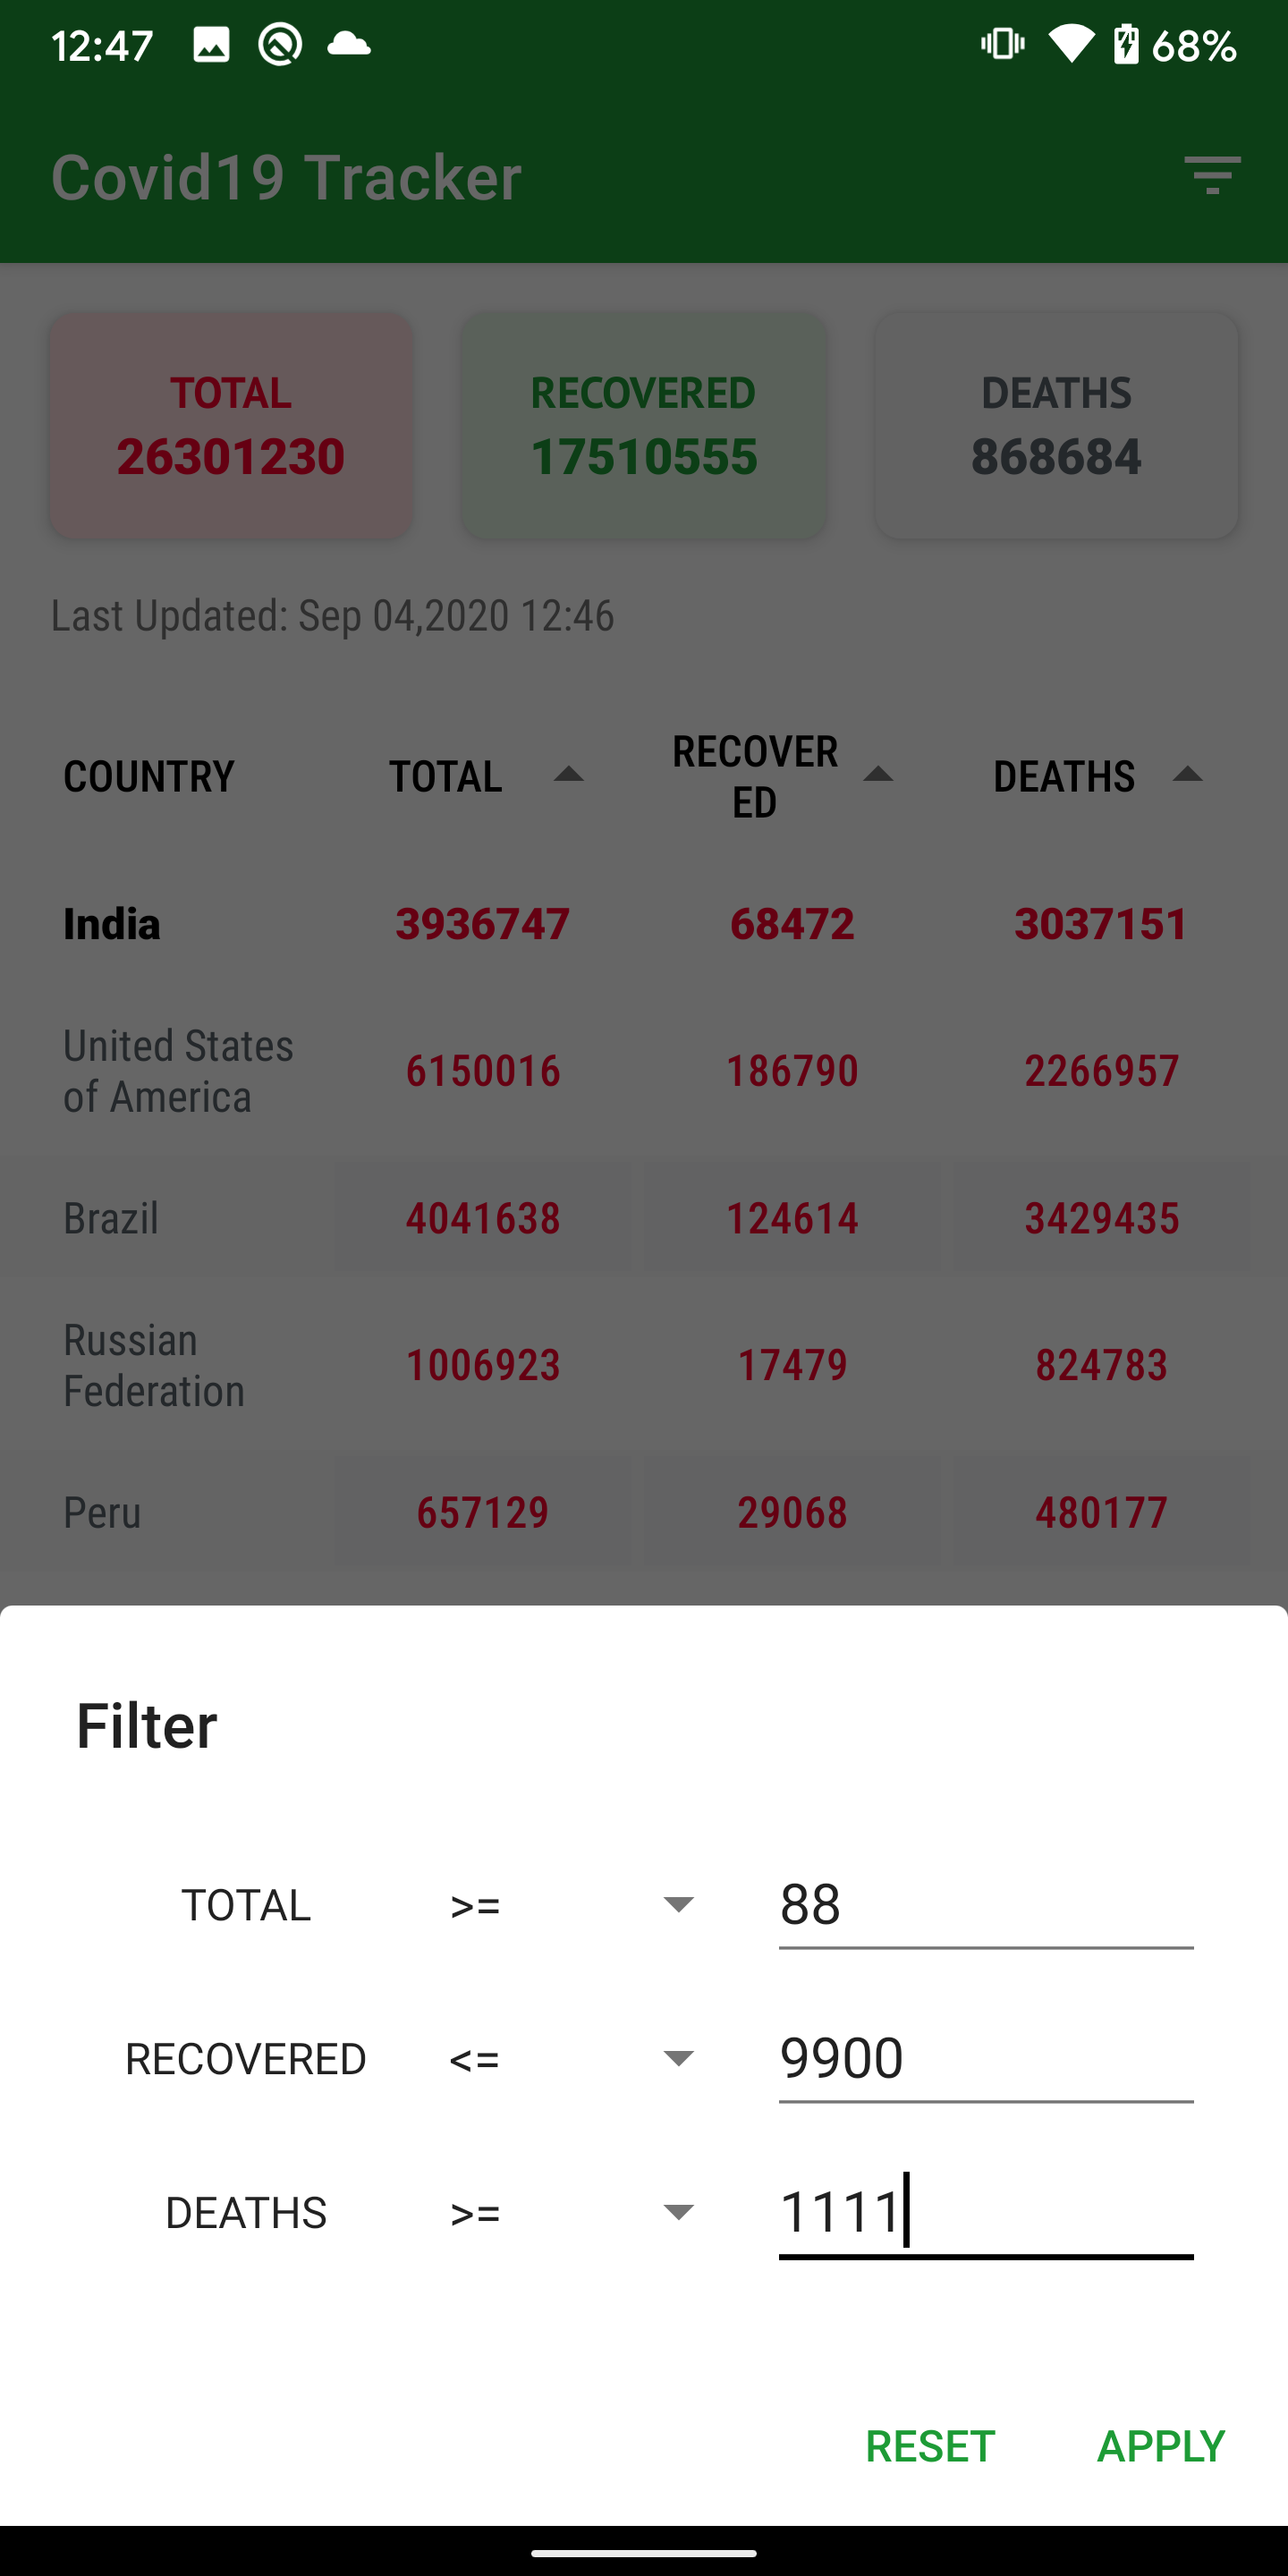 12:47 68%
Covid19 Tracker
TOTAL RECOVERED DEATHS
26301230 17510555 868684
Last Updated: Sep 04,2020 12:46
COUNTRY TOTAL RECOVER
ED DEATHS
India 3936747 68472 3037151
United States
of America 6150016 186790 2266957
Brazil 4041638 124614 3429435
Russian
Federation 1006923 17479 824783
Peru 657129 29068 480177
Filter
TOTAL >= 88
RECOVERED <= 9900
DEATHS >= 1111
RESET APPLY